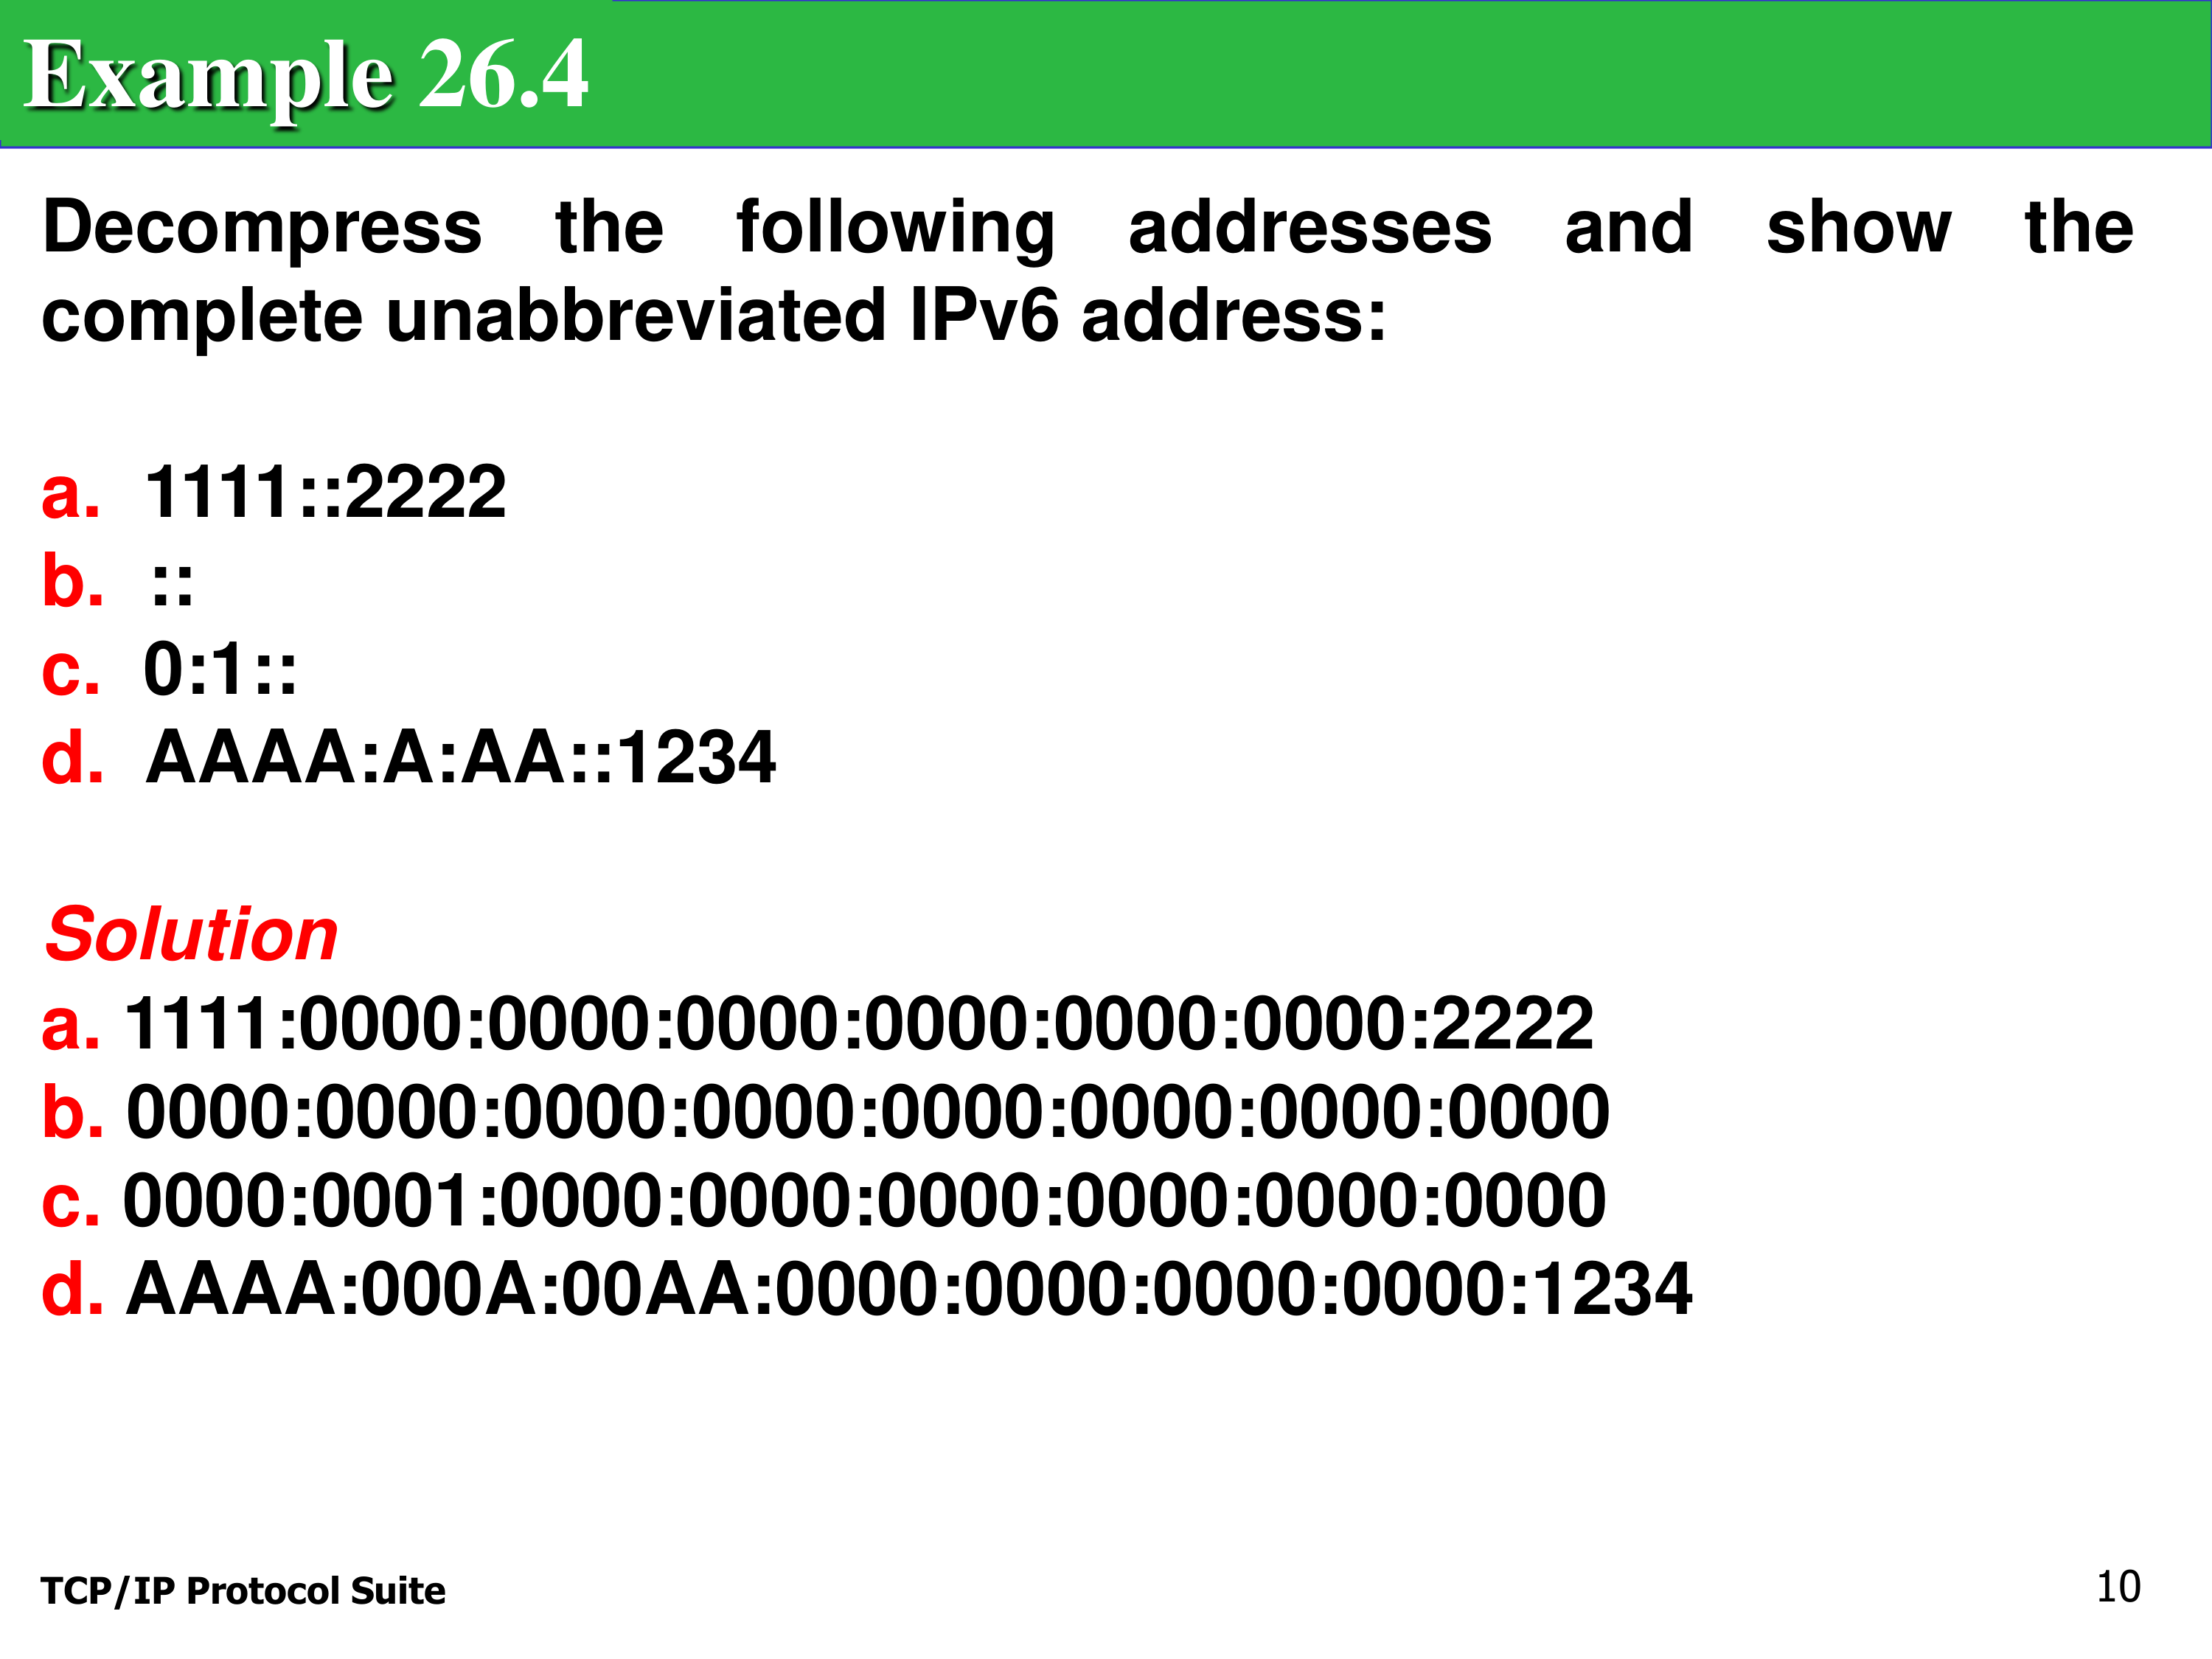 Example 26.4
Decompress the following addresses and show the
complete unabbreviated IPv6 address:
a. 1111::2222
b. ::
c. 0:1::
d. AAAA:A:AA::1234
Solution
a. 1111:0000:0000:0000:0000:0000:0000:2222
b. 0000:0000:0000:0000:0000:0000:0000:0000
c. 0000:0001:0000:0000:0000:0000:0000:0000
d. AAAA:000A:00AA:0000:0000:0000:0000:1234
TCP/IP Protocol Suite
10